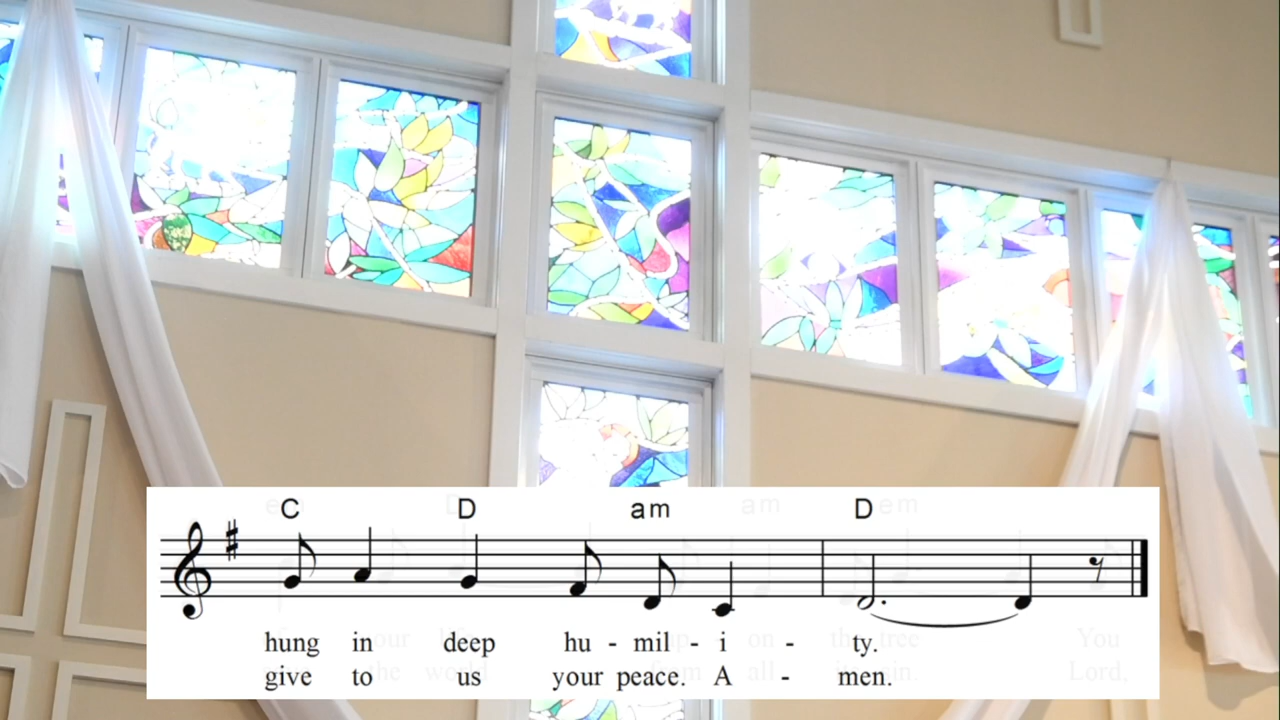 C D am D
hung in deep hu - mil - i - ty.
give to us your peace. A - men.